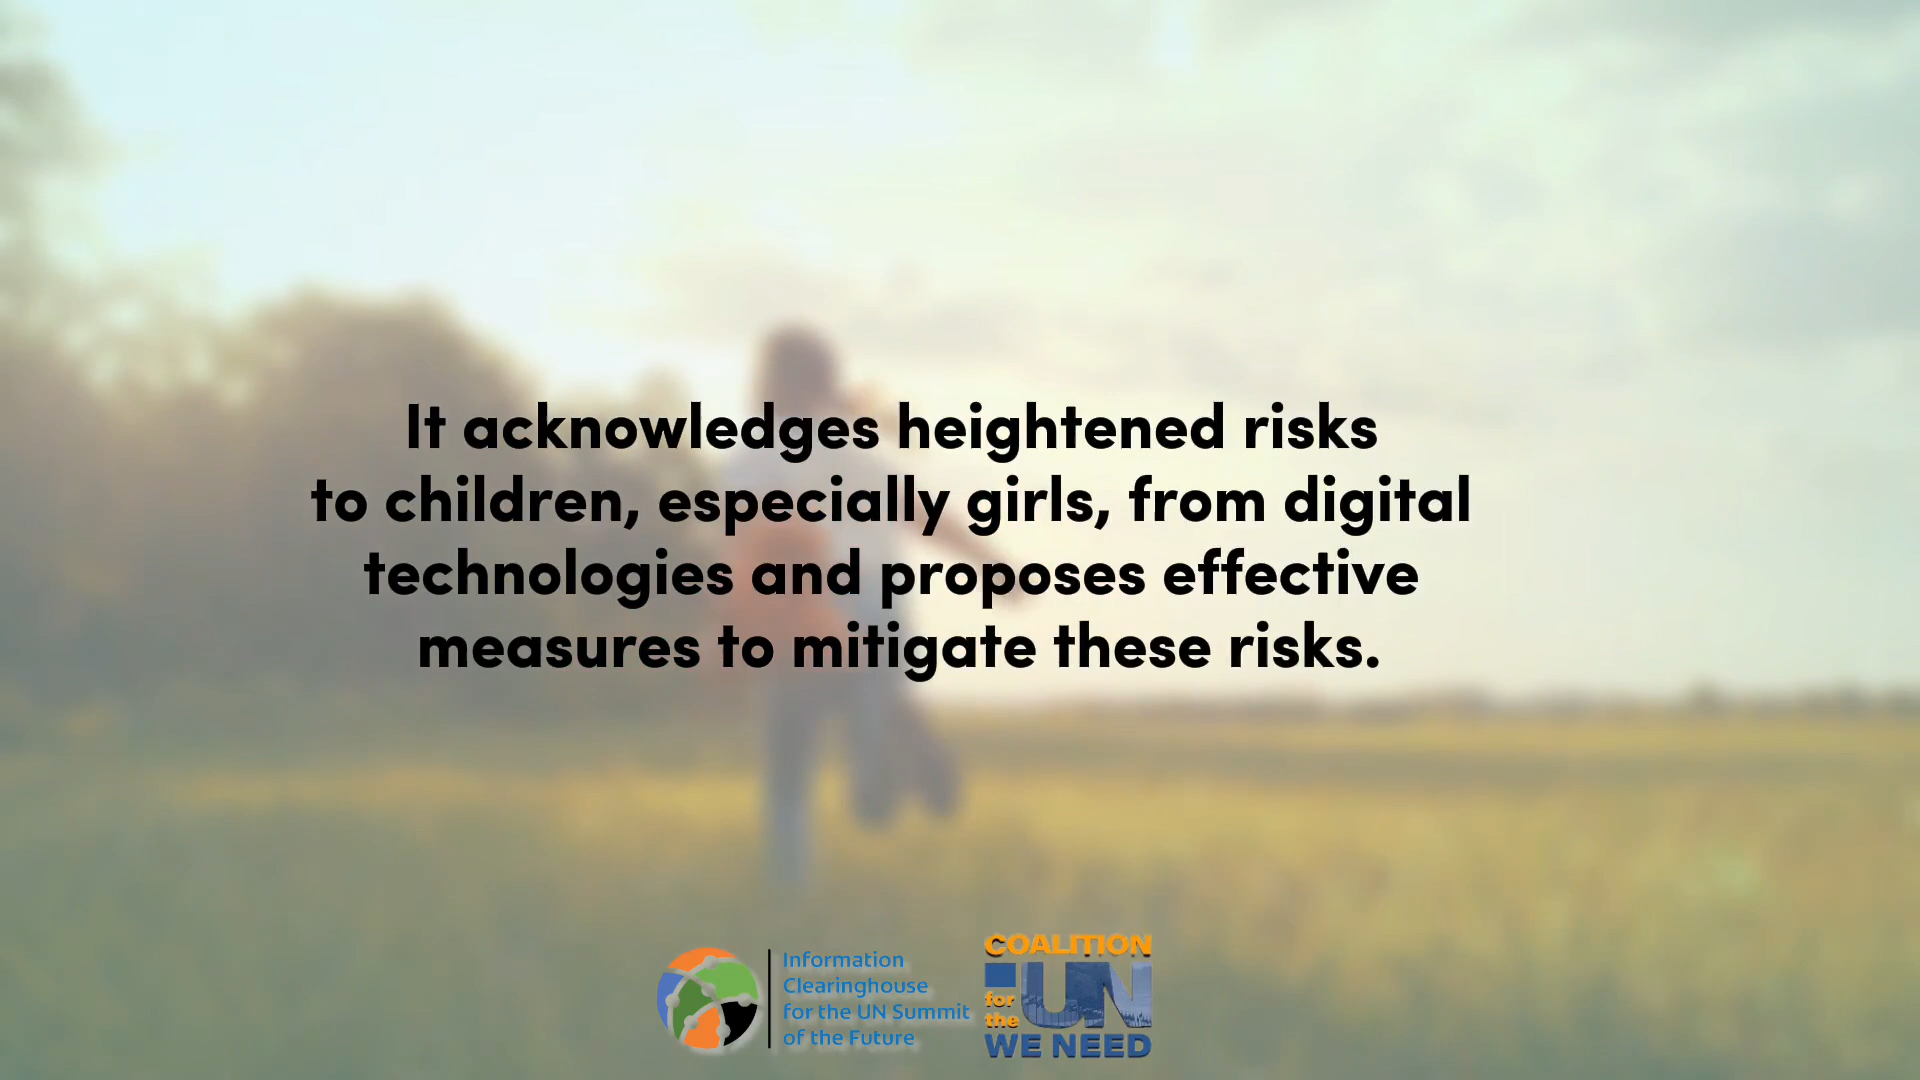 It acknowledges heightened risks
to children, especially girls, from digital
technologies and proposes effective
measures to mitigate these risks.
Information
Clearinghouse
for the UN Summit
of the Future
COALITION
for
the
UN
WE NEED